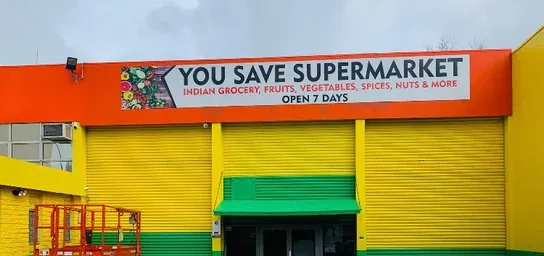 YOU SAVE SUPERMARKET
INDIAN GROCERY, FRUITS, VEGETABLES, SPICES, NUTS & MORE
OPEN 7 DAYS